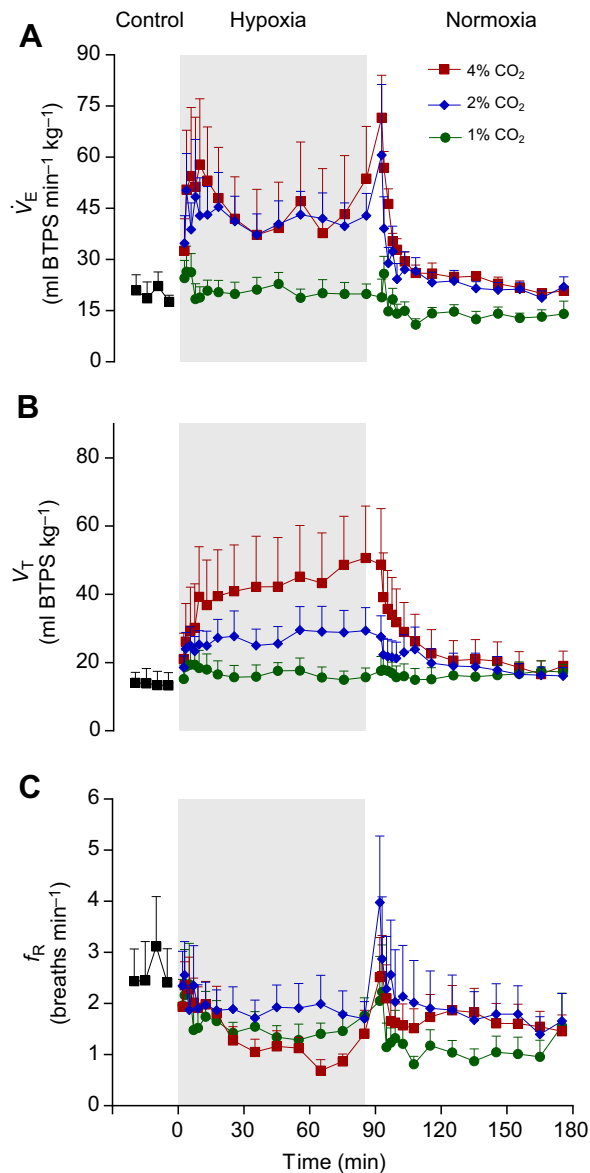 Control Hypoxia Normoxia
A
90
75
60
45
30
15
0
V̇E
(ml BTPS min−1 kg−1)
4% CO2
2% CO2
1% CO2
B
80
60
40
20
0
VT
(ml BTPS kg−1)
C
6
5
4
3
2
1
0
fR
(breaths min−1)
0 30 60 90 120 150 180
Time (min)